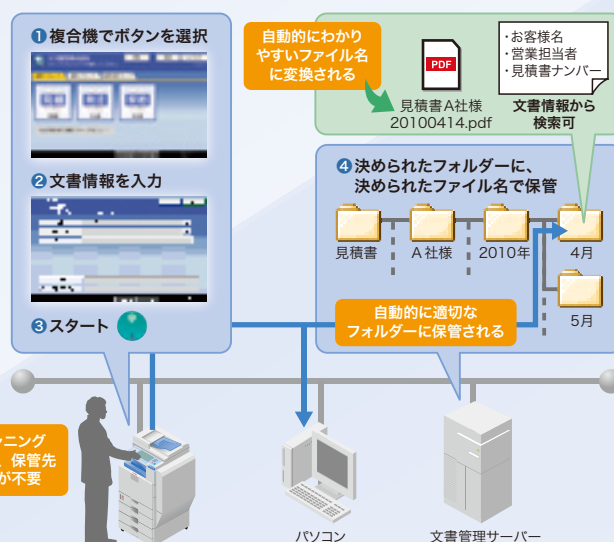 ❶複合機でボタンを選択
❷文書情報を入力
❸スタート
自動的にわかり
やすいファイル名
に変換される
PDF
見積書A社様
20100414.pdf
・お客様名
・営業担当者
・見積書ナンバー
文書情報から
検索可
❹決められたフォルダーに、
決められたファイル名で保管
見積書
A社様
2010年
4月
5月
自動的に適切な
フォルダーに保管される
ニング
、保管先
が不要
パソコン
文書管理サーバー